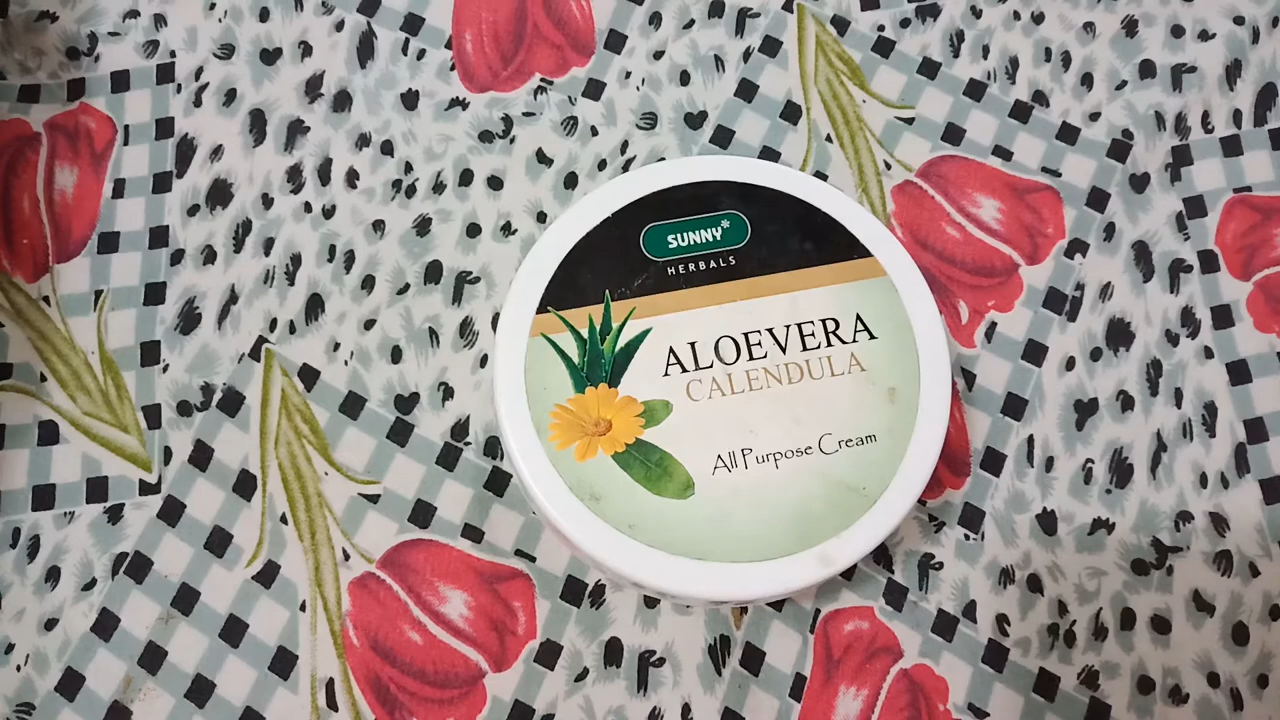 SUNNY*
HERBALS
ALOEVERA
CALENDULA
All Purpose Cream